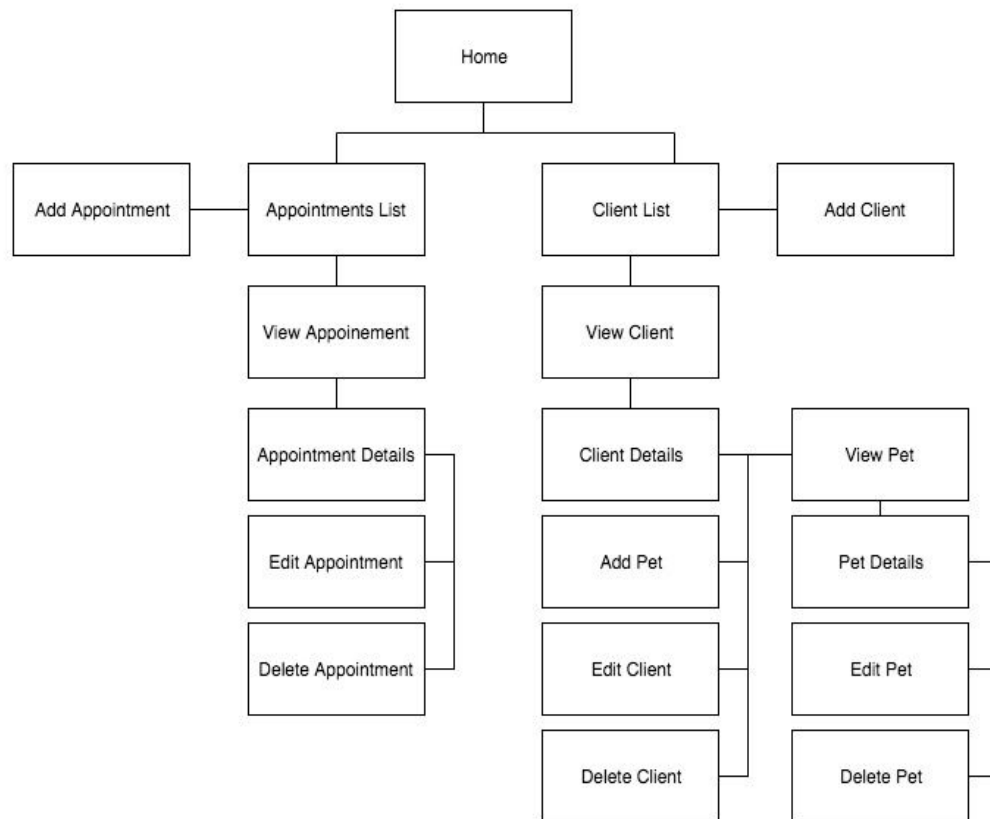 Home
Add Appointment
Appointments List
Client List
Add Client
View Appoinement
View Client
Appointment Details
Client Details
View Pet
Edit Appointment
Add Pet
Pet Details
Delete Appointment
Edit Client
Edit Pet
Delete Client
Delete Pet